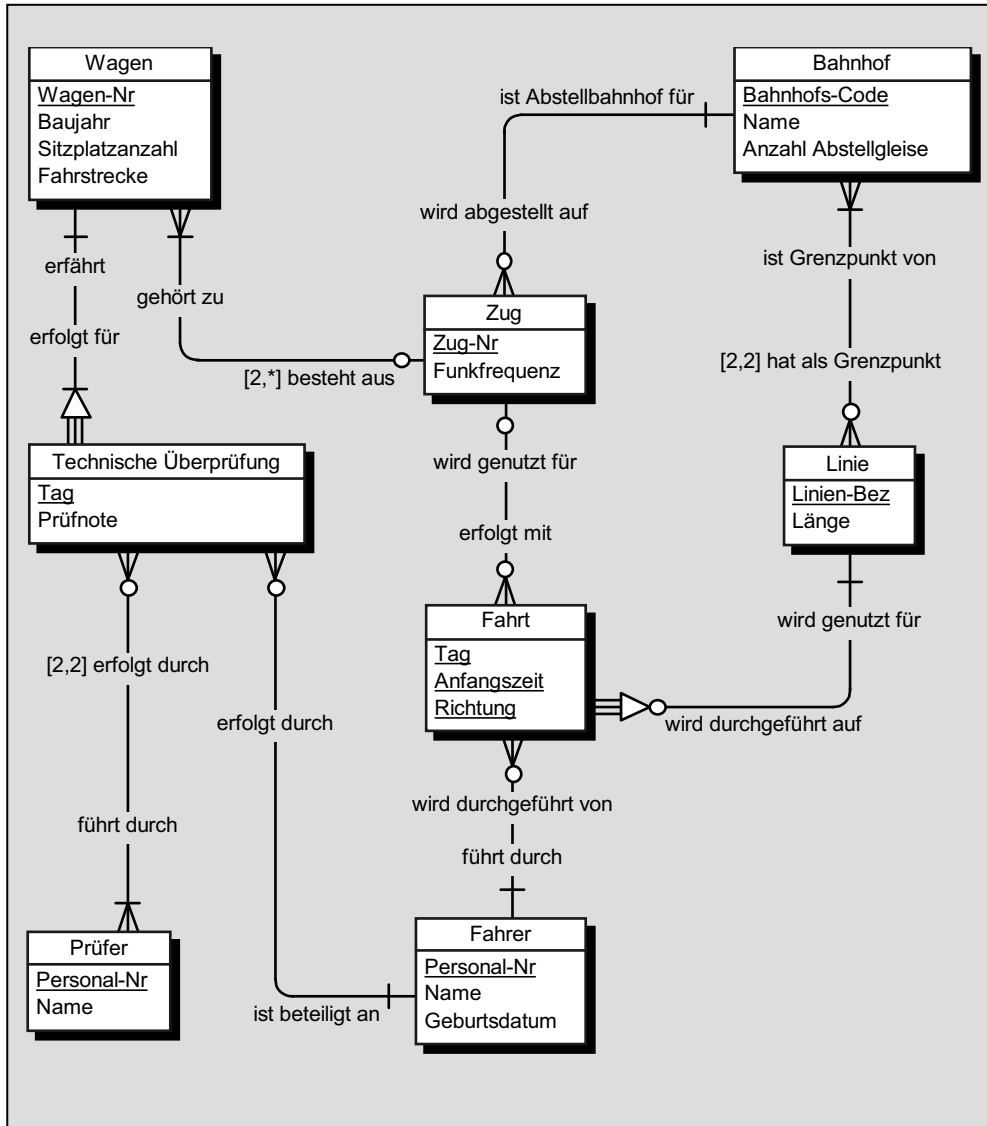 Wagen
Wagen-Nr
Baujahr
Sitzplatzanzahl
Fahrstrecke
Bahnhof
Bahnhofs-Code
Name
Anzahl Abstellgleise
ist Abstellbahnhof für
wird abgestellt auf
erfährt
erfolgt für
gehört zu
[2,*] besteht aus
ist Grenzpunkt von
[2,2] hat als Grenzpunkt
Zug
Zug-Nr
Funkfrequenz
Technische Überprüfung
Tag
Prüfnote
wird genutzt für
erfolgt mit
Linie
Linien-Bez
Länge
wird genutzt für
wird durchgeführt auf
Fahrt
Tag
Anfangszeit
Richtung
[2,2] erfolgt durch
führt durch
erfolgt durch
ist beteiligt an
wird durchgeführt von
führt durch
Prüfer
Personal-Nr
Name
Fahrer
Personal-Nr
Name
Geburtsdatum